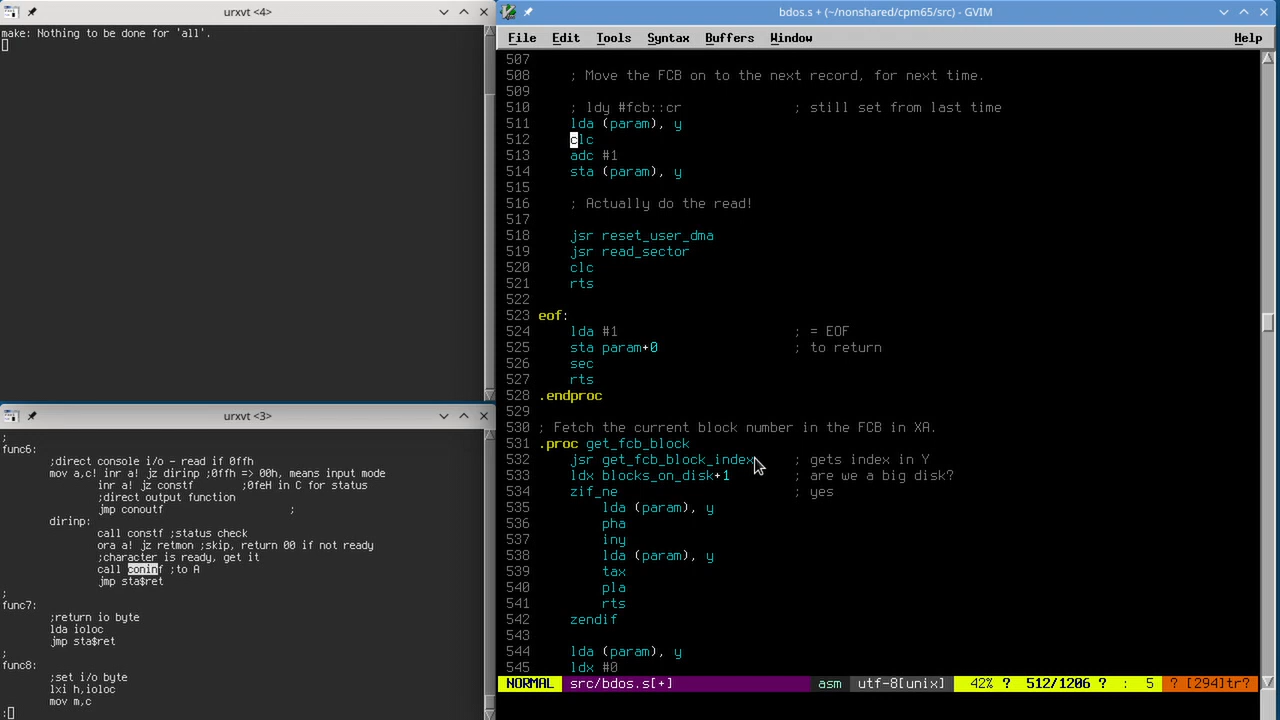 urxvt <4>
make: Nothing to be done for 'all'.
urxvt <3>
;
func6:
;direct console i/o - read if 0ffh
mov a,c! inr a! jz dirinp ;0ffh => 00h, means input mode
inr a! jz constf ;0feH in C for status
;direct output function
jmp conoutf ;
dirinp:
call constf ;status check
ora a! jz retmon ;skip, return 00 if not ready
;character is ready, get it
call coninf ;to A
jmp sta$ret
;
func7:
;return io byte
lda ioloc
jmp sta$ret
;
func8:
;set i/o byte
lxi h,ioloc
mov m,c
:
bdos.s + (~/nonshared/cpm65/src) - GVIM
File Edit Tools Syntax Buffers Window Help
507
508 ; Move the FCB on to the next record, for next time.
509
510 ; ldy #fcb::cr ; still set from last time
511 lda (param), y
512 clc
513 adc #1
514 sta (param), y
515
516 ; Actually do the read!
517
518 jsr reset_user_dma
519 jsr read_sector
520 clc
521 rts
522
523 eof:
524 lda #1 ; = EOF
525 sta param+0 ; to return
526 sec
527 rts
528 .endproc
529
530 ; Fetch the current block number in the FCB in XA.
531 .proc get_fcb_block
532 jsr get_fcb_block_index ; gets index in Y
533 ldx blocks_on_disk+1 ; are we a big disk?
534 zif_ne ; yes
535 lda (param), y
536 pha
537 iny
538 lda (param), y
539 tax
540 pla
541 rts
542 zendif
543
544 lda (param), y
545 ldx #0
NORMAL src/bdos.s[+] asm utf-8[unix] 42% ? 512/1206 ? : 5 ? [294]tr?